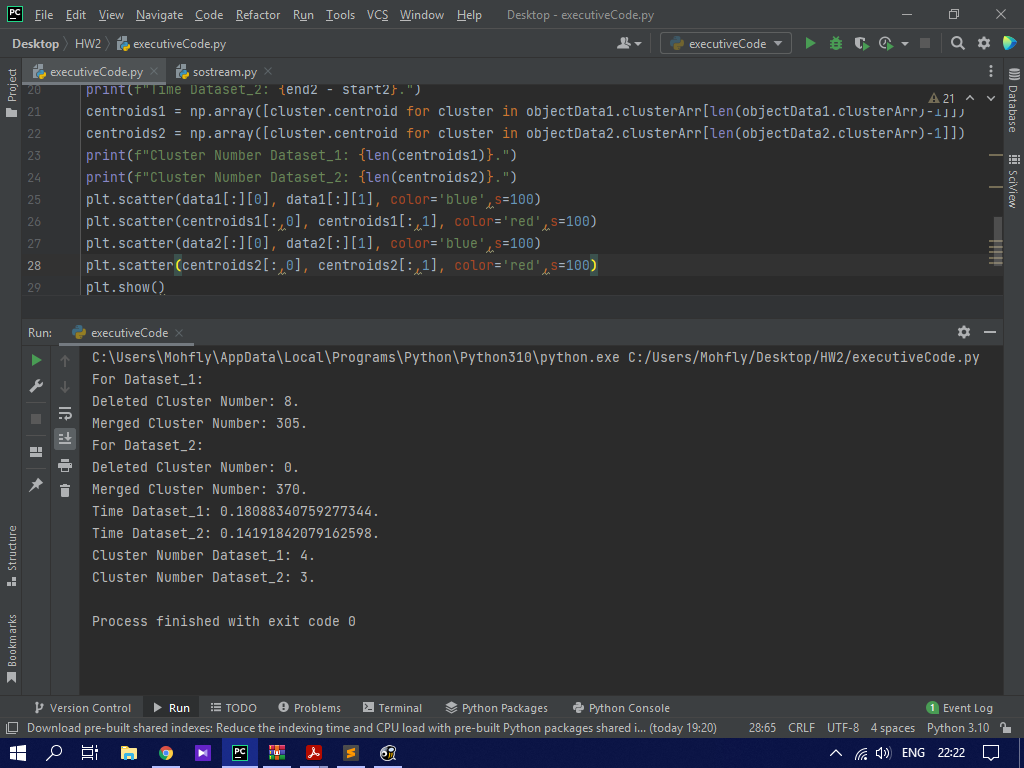 PC File Edit View Navigate Code Refactor Run Tools VCS Window Help Desktop - executiveCode.py
Desktop HW2 executiveCode.py executiveCode
Project
executiveCode.py sostream.py
Database
SciView
21
20 print(f"Time Dataset_2: {end2 - start2}.")
21 centroids1 = np.array([cluster.centroid for cluster in objectData1.clusterArr[len(objectData1.clusterArr)-1]])
22 centroids2 = np.array([cluster.centroid for cluster in objectData2.clusterArr[len(objectData2.clusterArr)-1]])
23 print(f"Cluster Number Dataset_1: {len(centroids1)}.")
24 print(f"Cluster Number Dataset_2: {len(centroids2)}.")
25 plt.scatter(data1[:][0], data1[:][1], color='blue',s=100)
26 plt.scatter(centroids1[:,0], centroids1[:,1], color='red',s=100)
27 plt.scatter(data2[:][0], data2[:][1], color='blue',s=100)
28 plt.scatter(centroids2[:,0], centroids2[:,1], color='red',s=100)
29 plt.show()
Run: executiveCode
C:\Users\Mohfly\AppData\Local\Programs\Python\Python310\python.exe C:/Users/Mohfly/Desktop/HW2/executiveCode.py
For Dataset_1:
Deleted Cluster Number: 8.
Merged Cluster Number: 305.
For Dataset_2:
Deleted Cluster Number: 0.
Merged Cluster Number: 370.
Time Dataset_1: 0.18088340759277344.
Time Dataset_2: 0.14191842079162598.
Cluster Number Dataset_1: 4.
Cluster Number Dataset_2: 3.
Process finished with exit code 0
Structure
Bookmarks
Version Control Run TODO Problems Terminal Python Packages Python Console 1 Event Log
Download pre-built shared indexes: Reduce the indexing time and CPU load with pre-built Python packages shared i... (today 19:20) 28:65 CRLF UTF-8 4 spaces Python 3.10
PC S ENG 22:22